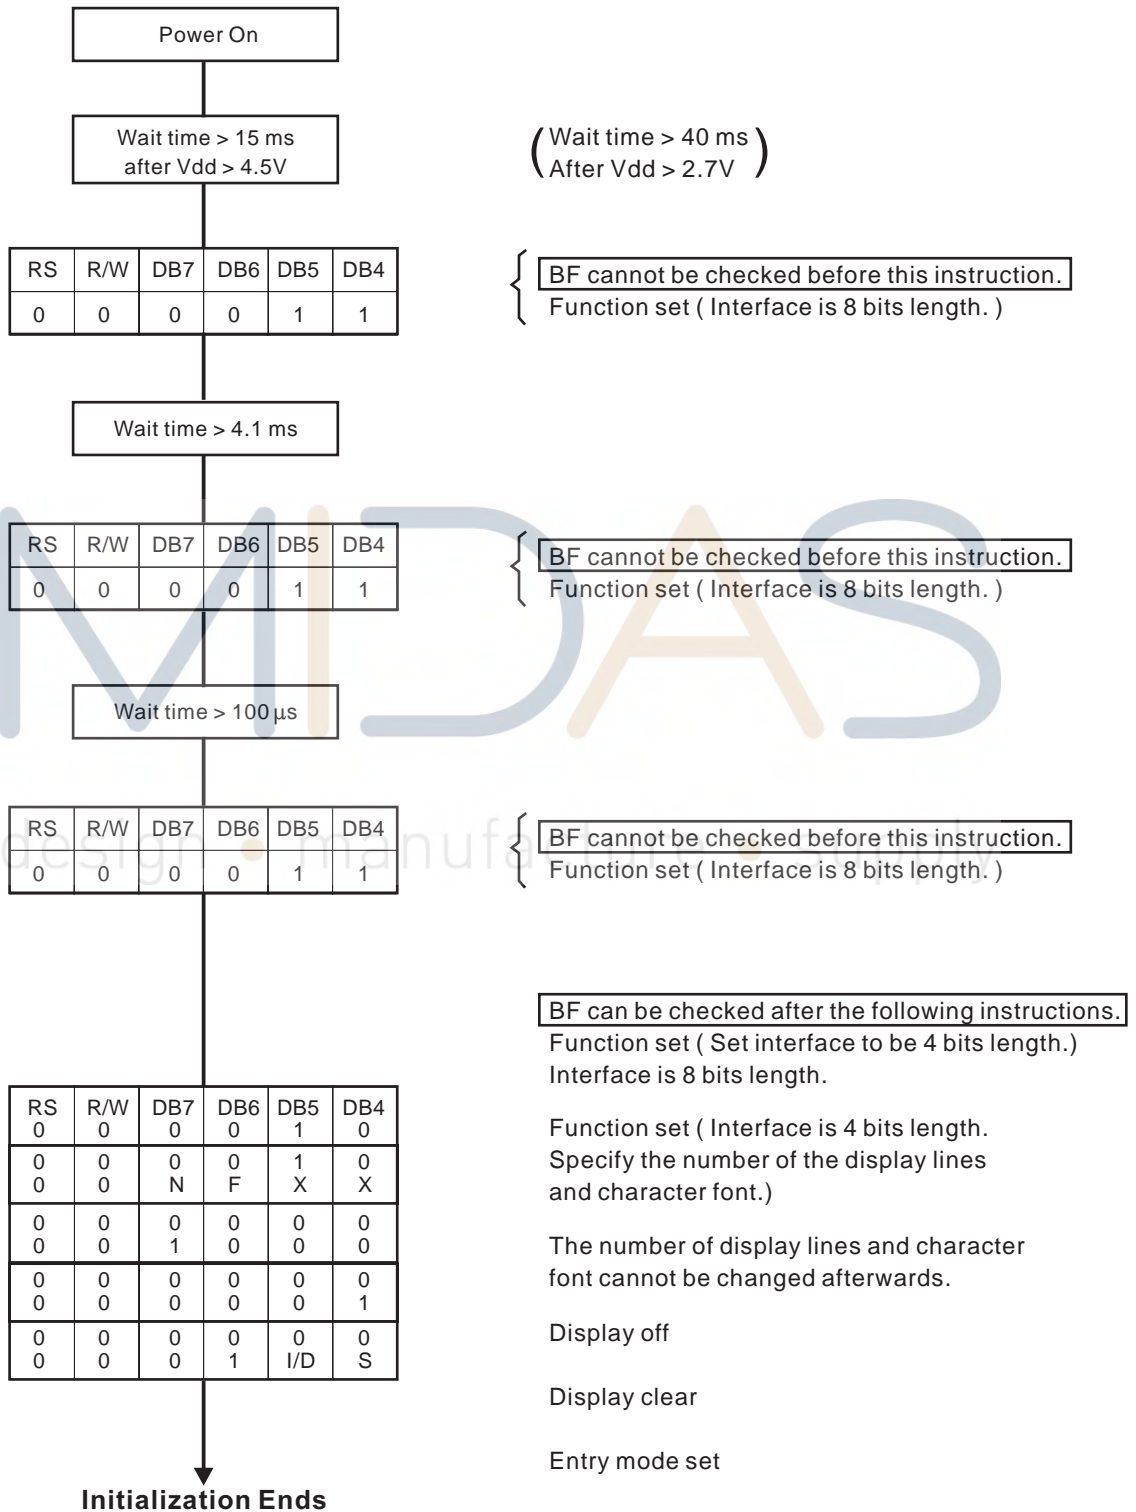 Power On
Wait time > 15 ms
after Vdd > 4.5V
(Wait time > 40 ms
After Vdd > 2.7V)
RS R/W DB7 DB6 DB5 DB4
0 0 0 0 1 1
BF cannot be checked before this instruction.
Function set ( Interface is 8 bits length. )
Wait time > 4.1 ms
RS R/W DB7 DB6 DB5 DB4
0 0 0 0 1 1
BF cannot be checked before this instruction.
Function set ( Interface is 8 bits length. )
Wait time > 100 µs
MIDAS
design • manufacture • supply
RS R/W DB7 DB6 DB5 DB4
0 0 0 0 1 1
BF cannot be checked before this instruction.
Function set ( Interface is 8 bits length. )
RS R/W DB7 DB6 DB5 DB4
0 0 0 0 1 0
0 0 0 0 1 0
0 0 N F X X
0 0 0 0 0 0
0 0 1 0 0 0
0 0 0 0 0 0
0 0 0 0 0 1
0 0 0 0 0 0
0 0 0 1 I/D S
BF can be checked after the following instructions.
Function set ( Set interface to be 4 bits length.)
Interface is 8 bits length.
Function set ( Interface is 4 bits length.
Specify the number of the display lines
and character font.)
The number of display lines and character
font cannot be changed afterwards.
Display off
Display clear
Entry mode set
Initialization Ends